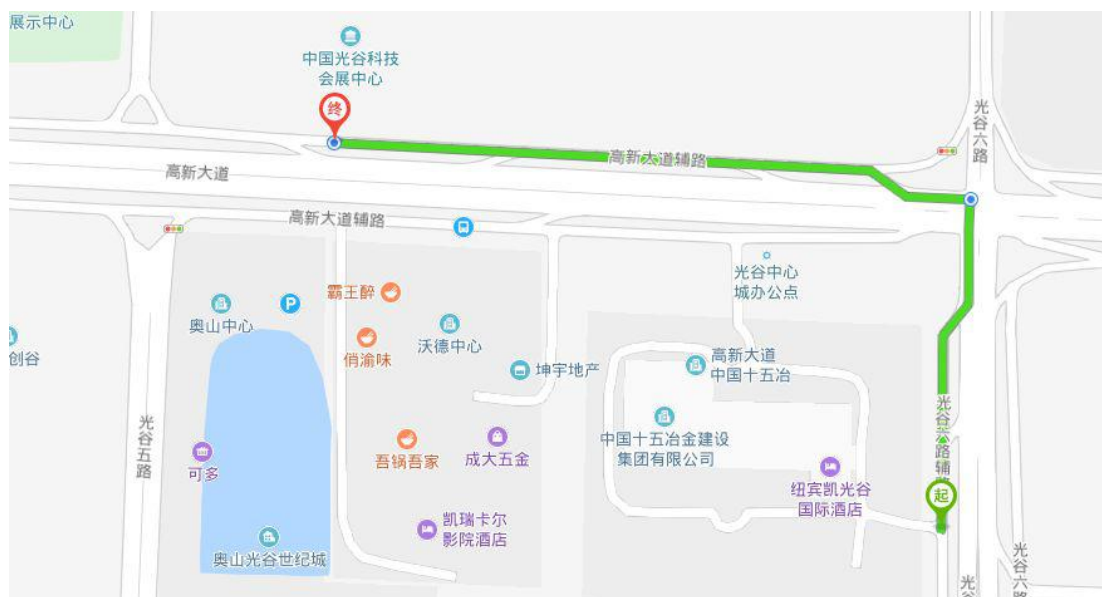 展示中心
中国光谷科技
会展中心
终
光谷六路
高新大道辅路
高新大道
高新大道辅路
光谷中心
城办公点
霸王醉
奥山中心
P
沃德中心
俏渝味
创谷
坤宇地产
高新大道
中国十五冶
光谷五路
光谷六路辅路
中国十五冶金建设
集团有限公司
吾锅吾家
成大五金
可多
纽宾凯光谷
国际酒店
起
凯瑞卡尔
影院酒店
奥山光谷世纪城
光谷六路
光谷